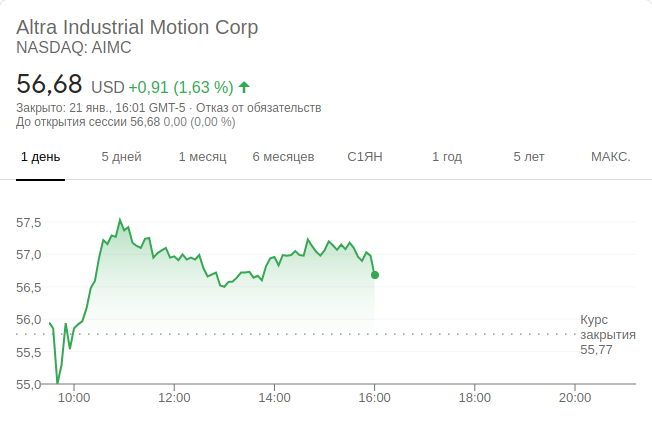 Altra Industrial Motion Corp
NASDAQ: AIMC
56,68 USD +0,91 (1,63 %)
Закрыто: 21 янв., 16:01 GMT-5 · Отказ от обязательств
До открытия сессии 56,68 0,00 (0,00 %)
1 день 5 дней 1 месяц 6 месяцев С1ЯН 1 год 5 лет МАКС.
57,5
57,0
56,5
56,0
55,5
55,0
Курс
закрытия
55,77
10:00 12:00 14:00 16:00 18:00 20:00